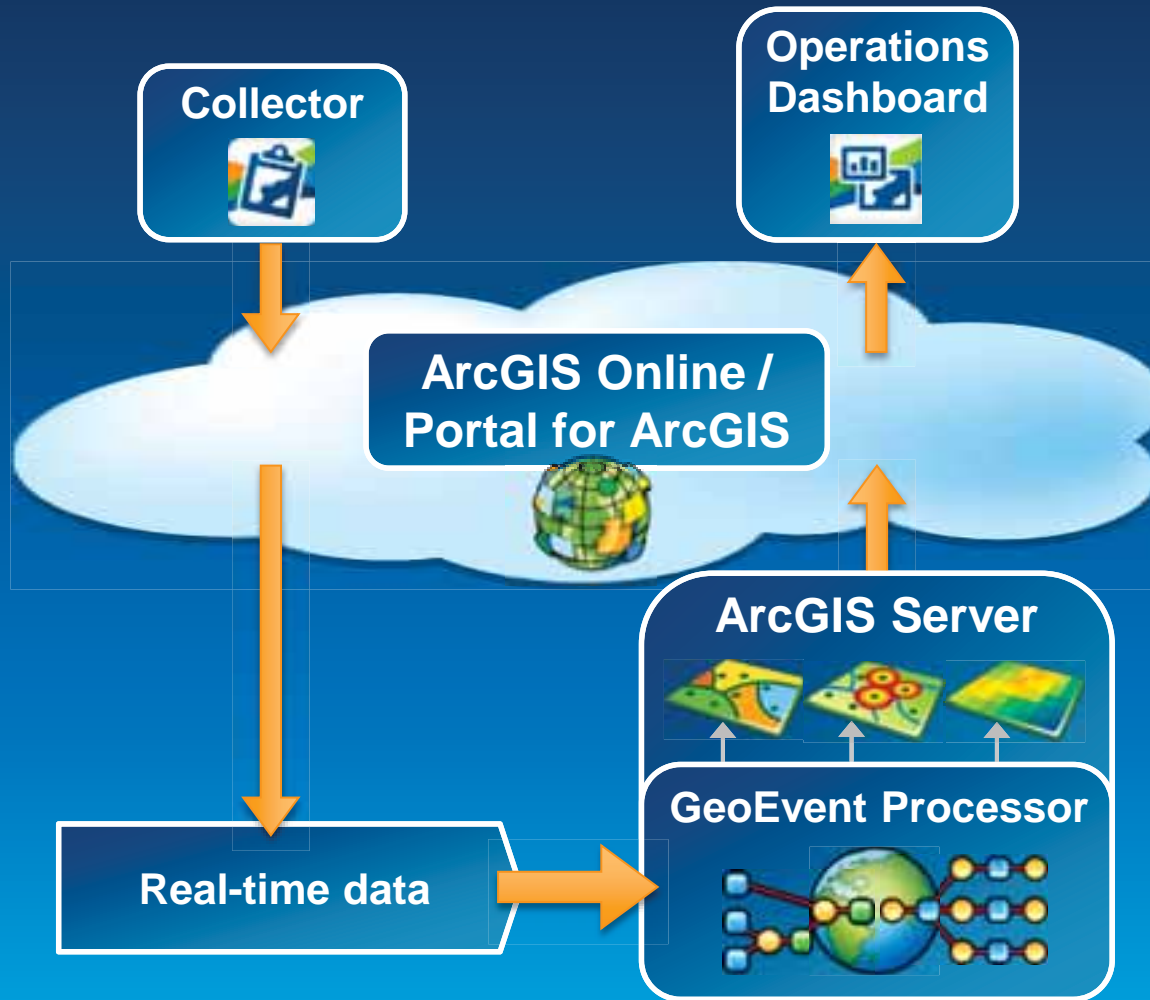 Collector
Operations
Dashboard
ArcGIS Online /
Portal for ArcGIS
ArcGIS Server
GeoEvent Processor
Real-time data